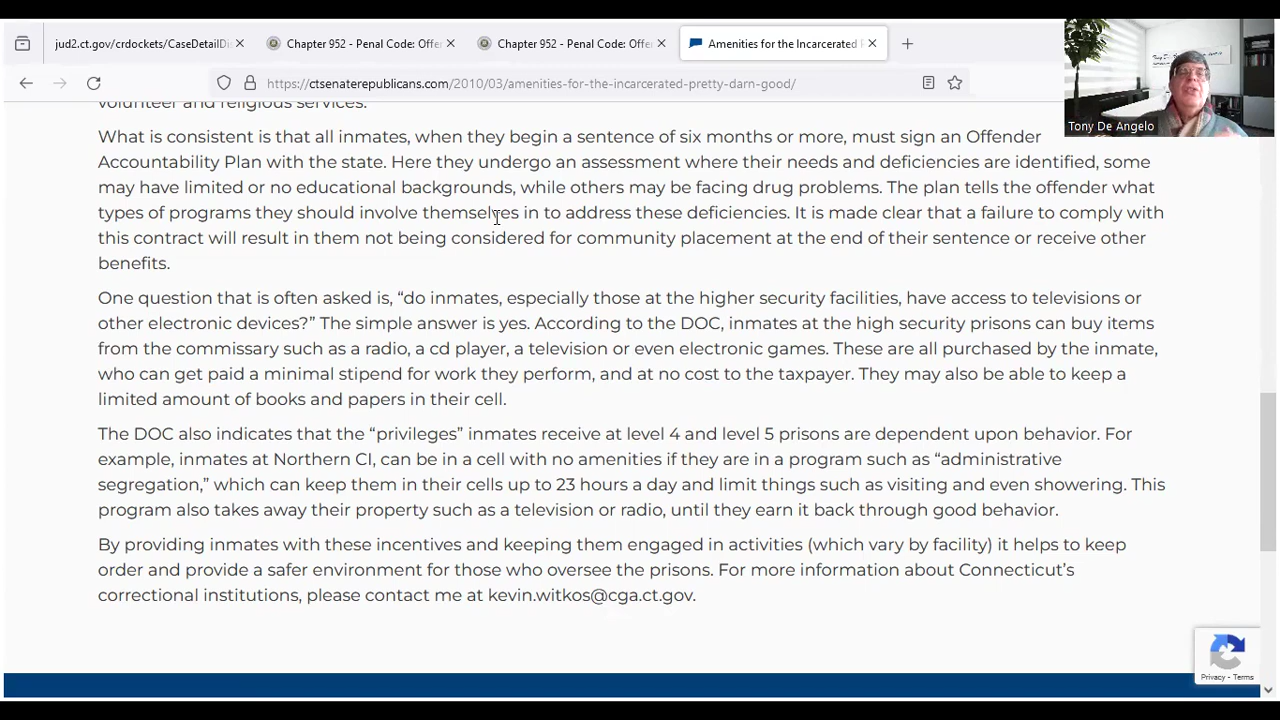 jud2.ct.gov/crdockets/CaseDetailDi
Chapter 952 - Penal Code: Offe
Chapter 952 - Penal Code: Offe
Amenities for the Incarcerated
https://ctsenaterepublicans.com/2010/03/amenities-for-the-incarcerated-pretty-darn-good/
Tony De Angelo
volunteer and religious services.
What is consistent is that all inmates, when they begin a sentence of six months or more, must sign an Offender
Accountability Plan with the state. Here they undergo an assessment where their needs and deficiencies are identified, some
may have limited or no educational backgrounds, while others may be facing drug problems. The plan tells the offender what
types of programs they should involve themselves in to address these deficiencies. It is made clear that a failure to comply with
this contract will result in them not being considered for community placement at the end of their sentence or receive other
benefits.
One question that is often asked is, “do inmates, especially those at the higher security facilities, have access to televisions or
other electronic devices?” The simple answer is yes. According to the DOC, inmates at the high security prisons can buy items
from the commissary such as a radio, a cd player, a television or even electronic games. These are all purchased by the inmate,
who can get paid a minimal stipend for work they perform, and at no cost to the taxpayer. They may also be able to keep a
limited amount of books and papers in their cell.
The DOC also indicates that the “privileges” inmates receive at level 4 and level 5 prisons are dependent upon behavior. For
example, inmates at Northern CI, can be in a cell with no amenities if they are in a program such as “administrative
segregation,” which can keep them in their cells up to 23 hours a day and limit things such as visiting and even showering. This
program also takes away their property such as a television or radio, until they earn it back through good behavior.
By providing inmates with these incentives and keeping them engaged in activities (which vary by facility) it helps to keep
order and provide a safer environment for those who oversee the prisons. For more information about Connecticut’s
correctional institutions, please contact me at kevin.witkos@cga.ct.gov.
Privacy - Terms